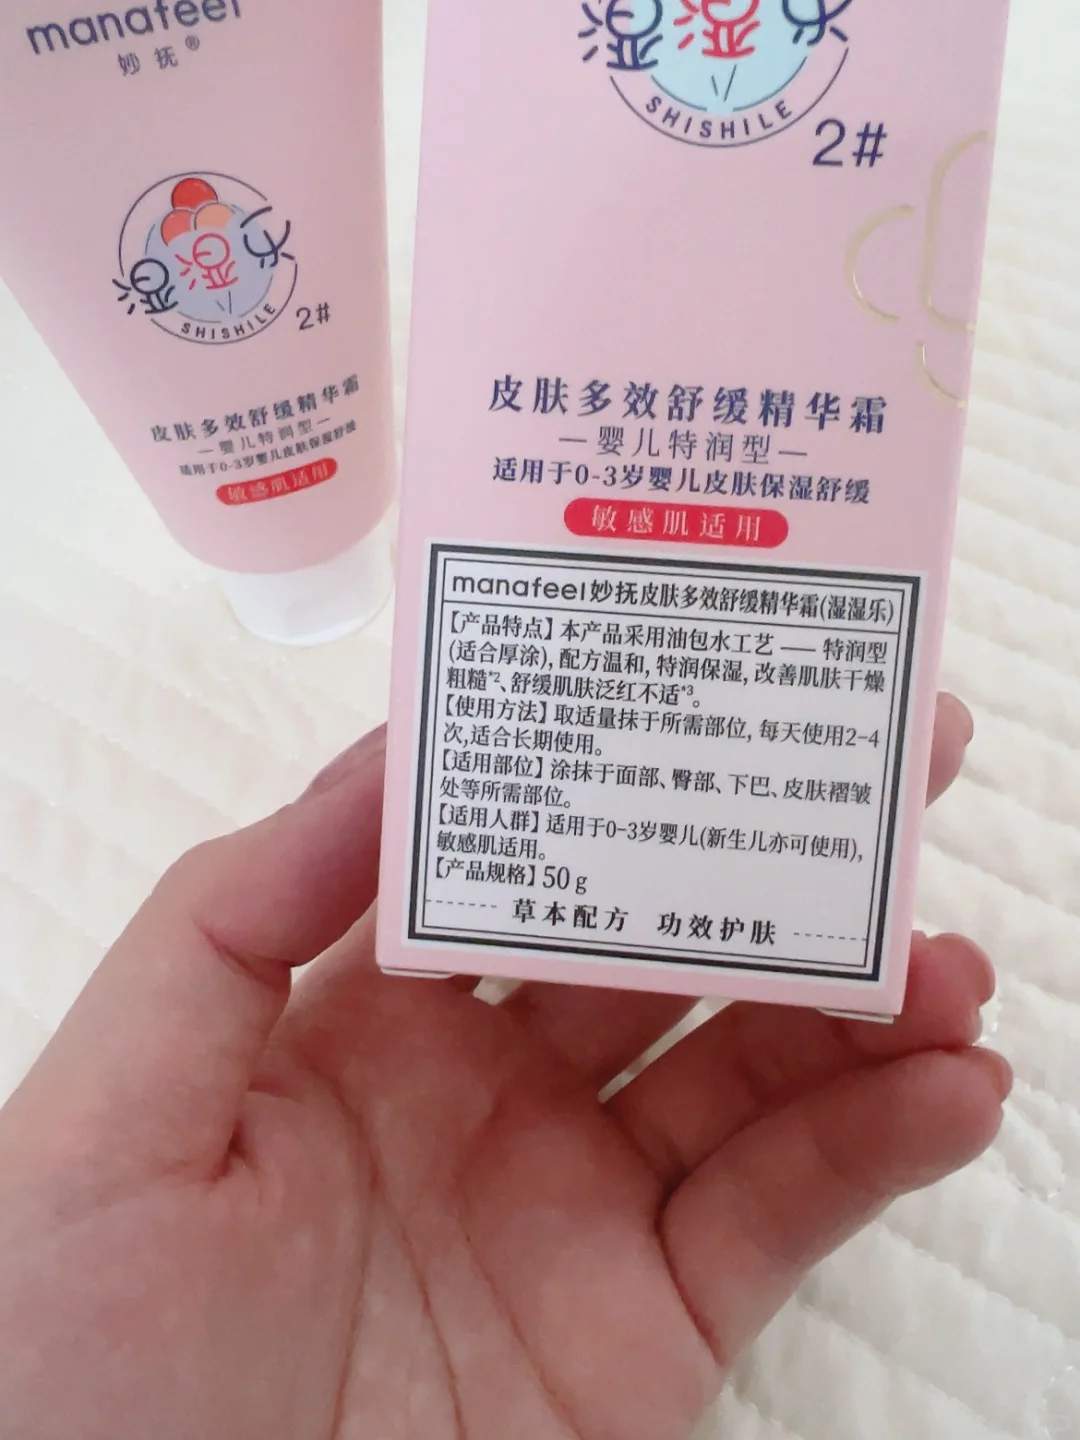 manafeel
妙抚®
湿湿乐
SHISHILE
2#
皮肤多效舒缓精华霜
—婴儿特润型—
适用于0-3岁婴儿皮肤保湿舒缓
敏感肌适用
湿湿乐
SHISHILE
2#
皮肤多效舒缓精华霜
—婴儿特润型—
适用于0-3岁婴儿皮肤保湿舒缓
敏感肌适用
manafeel妙抚皮肤多效舒缓精华霜(湿湿乐)
【产品特点】本产品采用油包水工艺——特润型
(适合厚涂),配方温和,特润保湿,改善肌肤干燥
粗糙*2、舒缓肌肤泛红不适*3。
【使用方法】取适量抹于所需部位,每天使用2-4
次,适合长期使用。
【适用部位】涂抹于面部、臀部、下巴、皮肤褶皱
处等所需部位。
【适用人群】适用于0-3岁婴儿(新生儿亦可使用),
敏感肌适用。
【产品规格】50g
草本配方 功效护肤